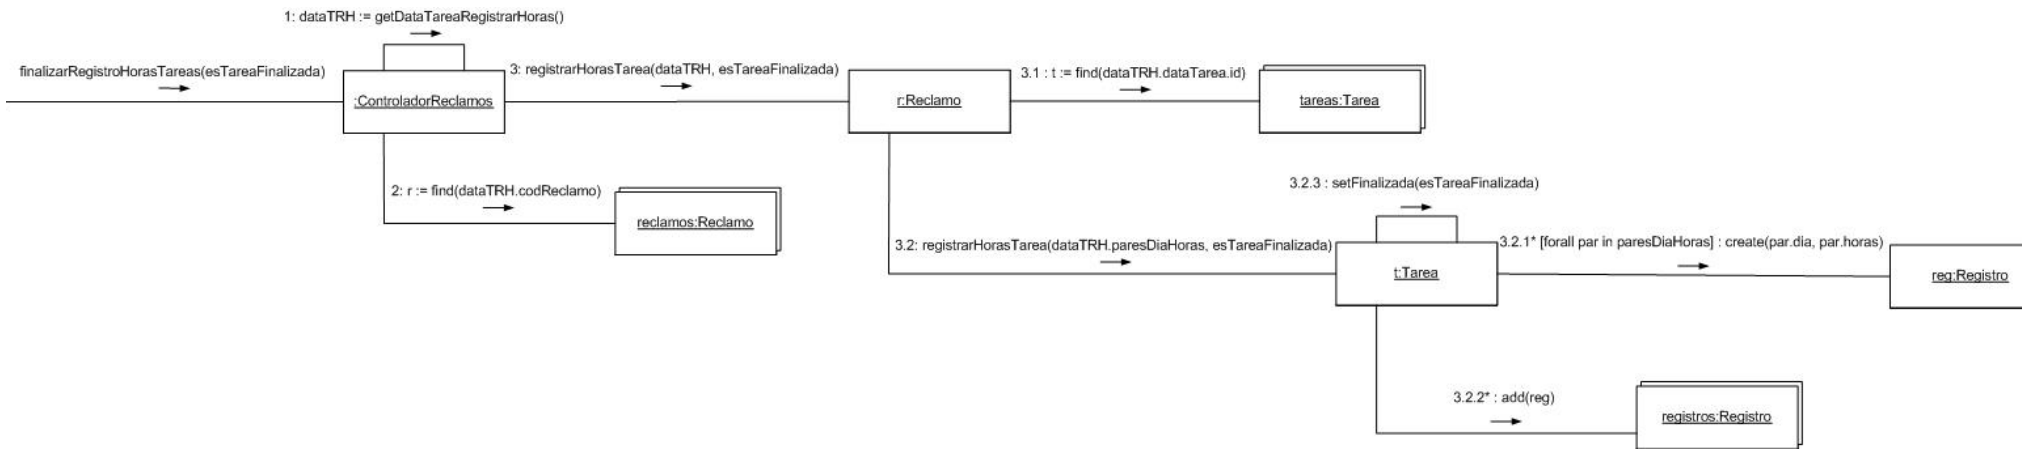 1: dataTRH := getDataTareaRegistrarHoras()
finalizarRegistroHorasTareas(esTareaFinalizada)
:ControladorReclamos
3: registrarHorasTarea(dataTRH, esTareaFinalizada)
r:Reclamo
3.1 : t := find(dataTRH.dataTarea.id)
tareas:Tarea
2: r := find(dataTRH.codReclamo)
reclamos:Reclamo
3.2.3 : setFinalizada(esTareaFinalizada)
3.2: registrarHorasTarea(dataTRH.paresDiaHoras, esTareaFinalizada)
t:Tarea
3.2.1* [forall par in paresDiaHoras] : create(par.dia, par.horas)
reg:Registro
3.2.2* : add(reg)
registros:Registro